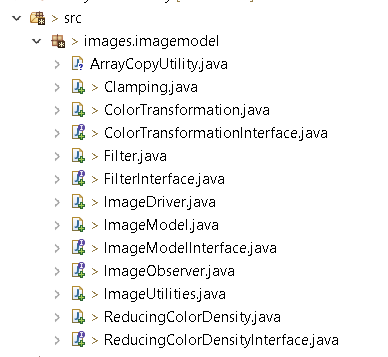 > src
> images.imagemodel
ArrayCopyUtility.java
> Clamping.java
> ColorTransformation.java
> ColorTransformationInterface.java
> Filter.java
> FilterInterface.java
> ImageDriver.java
> ImageModel.java
> ImageModelInterface.java
> ImageObserver.java
> ImageUtilities.java
> ReducingColorDensity.java
> ReducingColorDensityInterface.java